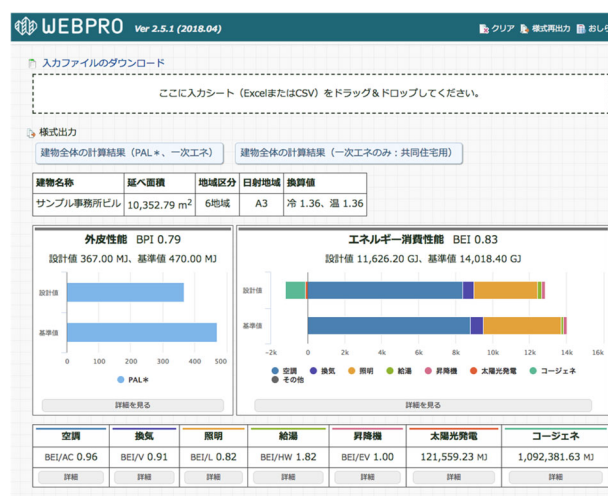 WEBPRO Ver 2.5.1 (2018.04) クリア 様式再出力 おしら
入力ファイルのダウンロード
ここに入力シート（ExcelまたはCSV）をドラッグ＆ドロップしてください。
様式出力
建物全体の計算結果（PAL＊、一次エネ） 建物全体の計算結果（一次エネのみ：共同住宅用）
建物名称 延べ面積 地域区分 日射地域 換算値
サンプル事務所ビル 10,352.79 m² 6地域 A3 冷 1.36、温 1.36
外皮性能 BPI 0.79
設計値 367.00 MJ、基準値 470.00 MJ
設計値
基準値
0 100 200 300 400 500
PAL＊
詳細を見る
エネルギー消費性能 BEI 0.83
設計値 11,626.20 GJ、基準値 14,018.40 GJ
設計値
基準値
-2k 0 2k 4k 6k 8k 10k 12k 14k 16k
空調 換気 照明 給湯 昇降機 太陽光発電 コージェネ
その他
詳細を見る
空調 換気 照明 給湯 昇降機 太陽光発電 コージェネ
BEI/AC 0.96 BEI/V 0.91 BEI/L 0.82 BEI/HW 1.82 BEI/EV 1.00 121,559.23 MJ 1,092,381.63 MJ
詳細 詳細 詳細 詳細 詳細 詳細 詳細